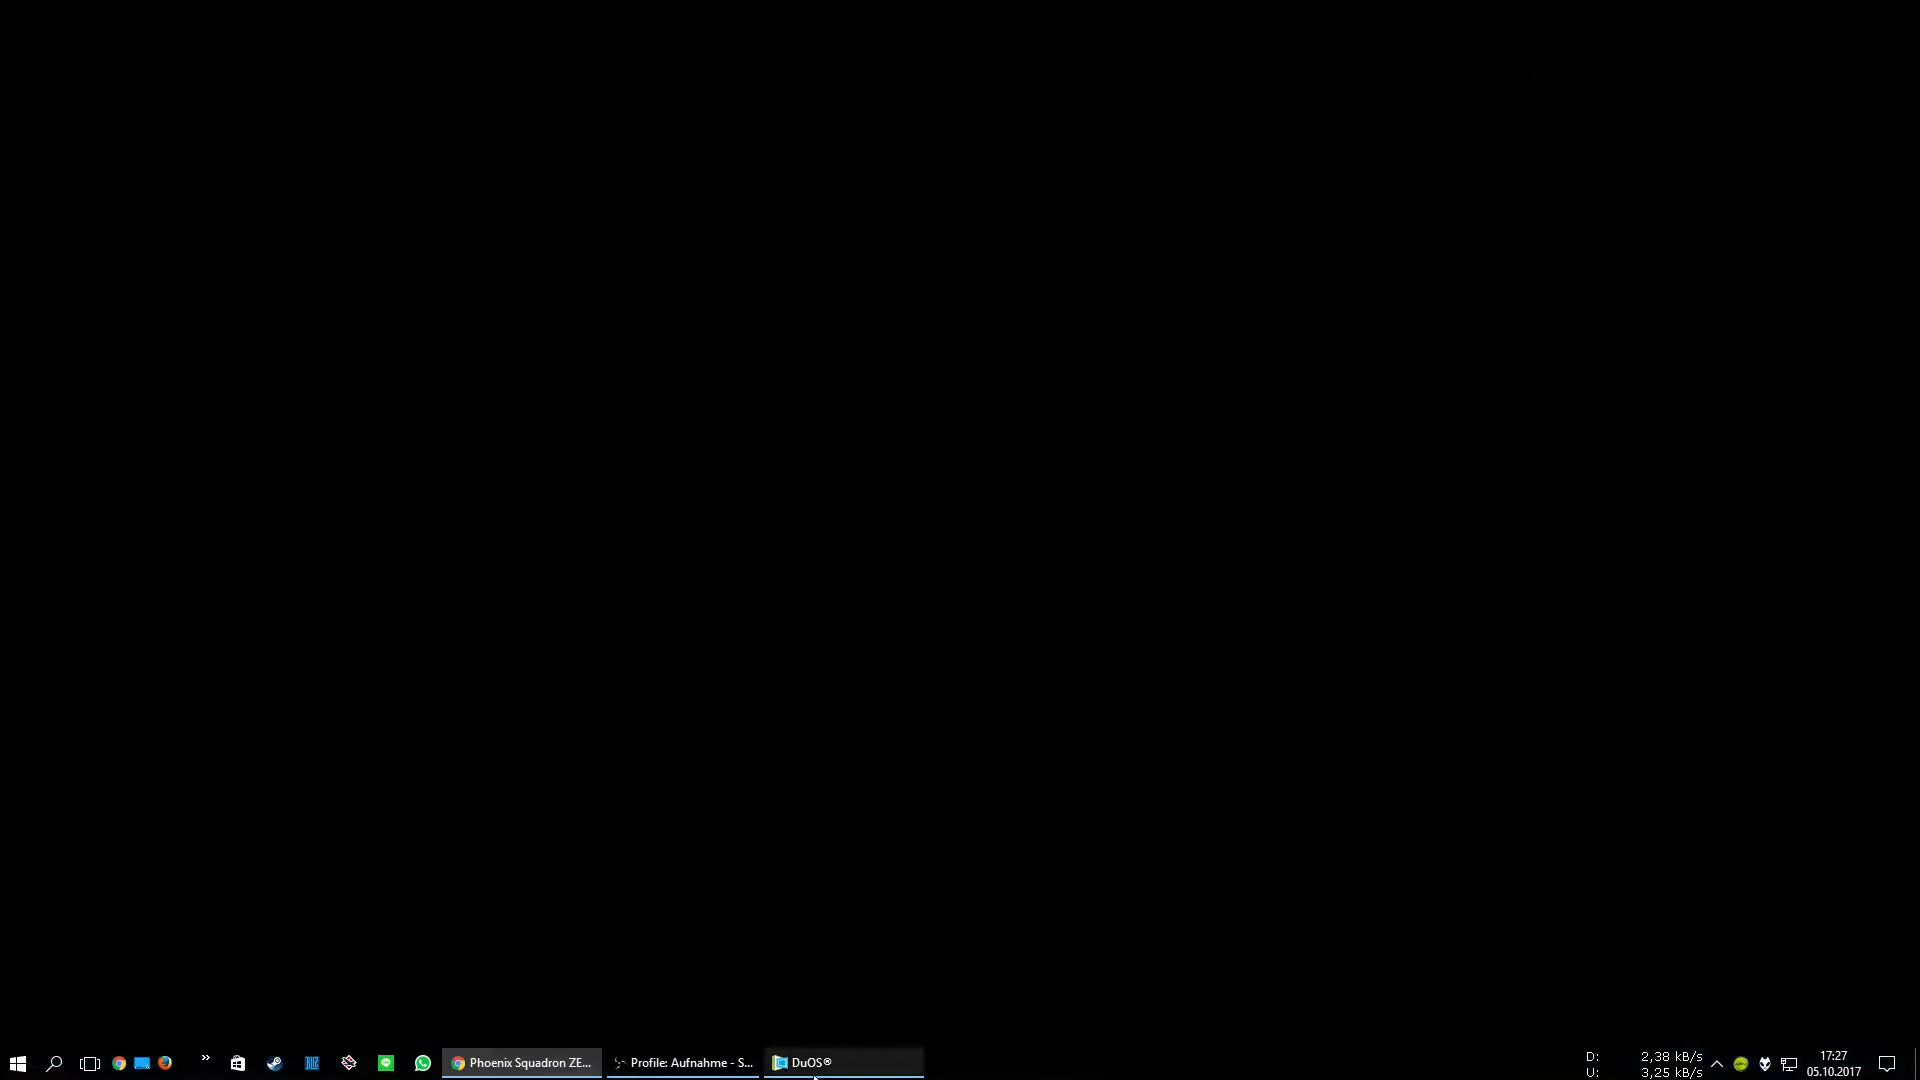 Phoenix Squadron ZE...
Profile: Aufnahme - S...
DuOS®
D: 2,38 kB/s
U: 3,25 kB/s
17:27
05.10.2017